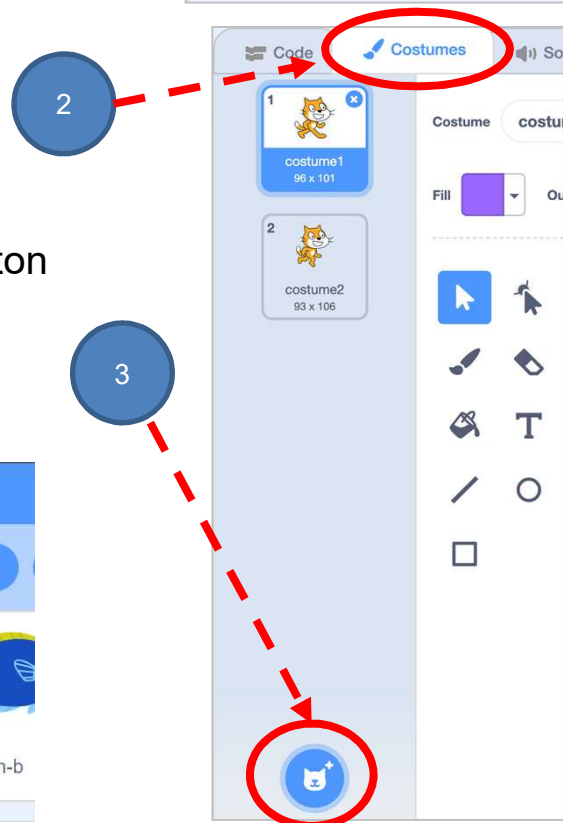 Code Costumes So
2
1
costume1
96 x 101
Costume costu
Fill Ou
2
costume2
93 x 106
ton
3
T
n-b